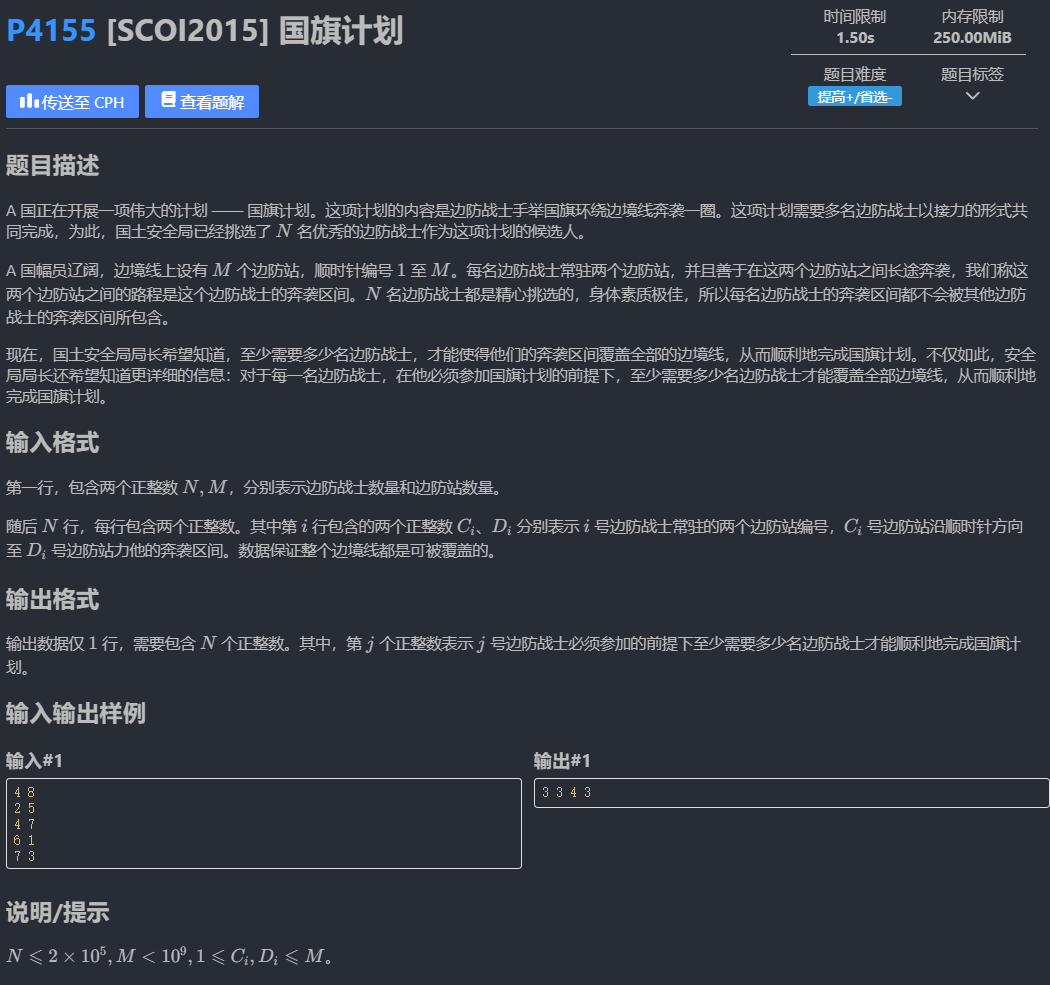 P4155 [SCOI2015] 国旗计划
时间限制
1.50s
内存限制
250.00MiB
题目难度
提高+/省选-
题目标签
传送至 CPH
查看题解
题目描述
A 国正在开展一项伟大的计划 —— 国旗计划。这项计划的内容是边防战士手举国旗环绕边境线奔袭一圈。这项计划需要多名边防战士以接力的形式共
同完成，为此，国土安全局已经挑选了 N 名优秀的边防战士作为这项计划的候选人。
A 国幅员辽阔，边境线上设有 M 个边防站，顺时针编号 1 至 M。每名边防战士常驻两个边防站，并且善于在这两个边防站之间长途奔袭，我们称这
两个边防站之间的路程是这个边防战士的奔袭区间。N 名边防战士都是精心挑选的，身体素质极佳，所以每名边防战士的奔袭区间都不会被其他边防
战士的奔袭区间所包含。
现在，国土安全局局长希望知道，至少需要多少名边防战士，才能使得他们的奔袭区间覆盖全部的边境线，从而顺利地完成国旗计划。不仅如此，安全
局局长还希望知道更详细的信息：对于每一名边防战士，在他必须参加国旗计划的前提下，至少需要多少名边防战士才能覆盖全部边境线，从而顺利地
完成国旗计划。
输入格式
第一行，包含两个正整数 N, M，分别表示边防战士数量和边防站数量。
随后 N 行，每行包含两个正整数。其中第 i 行包含的两个正整数 Cᵢ、Dᵢ 分别表示 i 号边防战士常驻的两个边防站编号，Cᵢ 号边防站沿顺时针方向
至 Dᵢ 号边防站力他的奔袭区间。数据保证整个边境线都是可被覆盖的。
输出格式
输出数据仅 1 行，需要包含 N 个正整数。其中，第 j 个正整数表示 j 号边防战士必须参加的前提下至少需要多少名边防战士才能顺利地完成国旗计
划。
输入输出样例
输入#1
4 8
2 5
4 7
6 1
7 3
输出#1
3 3 4 3
说明/提示
N ⩽ 2 × 10⁵, M < 10⁹, 1 ⩽ Cᵢ, Dᵢ ⩽ M。